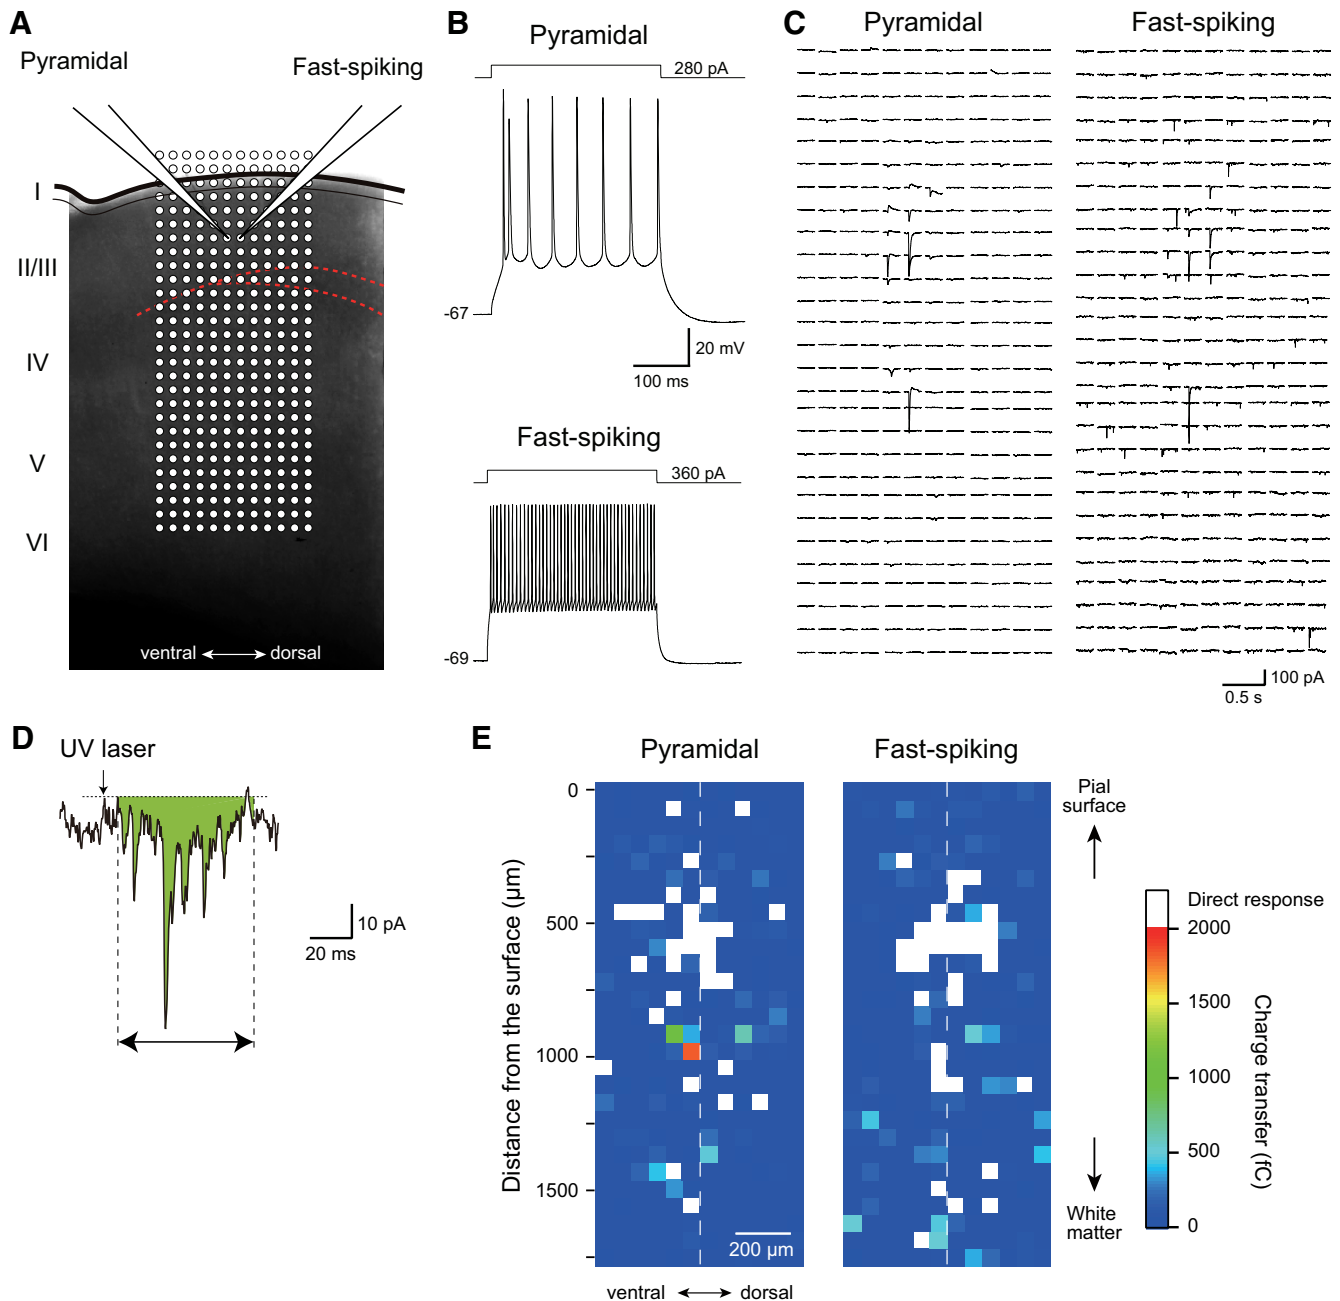 A
Pyramidal
Fast-spiking
I
II/III
IV
V
VI
ventral
dorsal
B
Pyramidal
280 pA
-67
20 mV
100 ms
Fast-spiking
360 pA
-69
C
Pyramidal
Fast-spiking
100 pA
0.5 s
D
UV laser
10 pA
20 ms
E
Pyramidal
Fast-spiking
Distance from the surface (µm)
0
500
1000
1500
200 µm
ventral
dorsal
Pial
surface
White
matter
Direct response
2000
1500
1000
500
0
Charge transfer (fC)